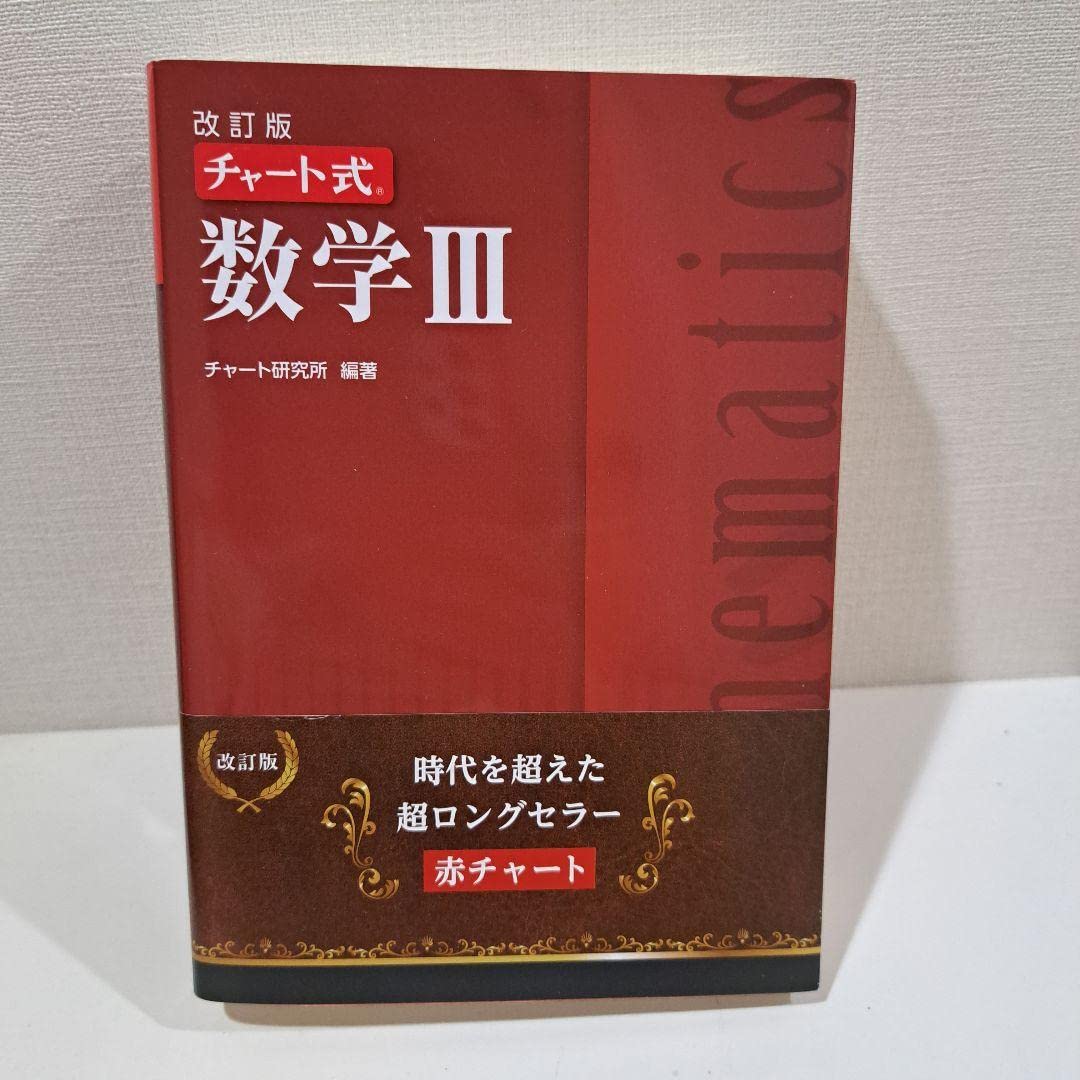 改訂版
チャート式®
数学III
チャート研究所 編著
hematics
改訂版
時代を超えた
超ロングセラー
赤チャート